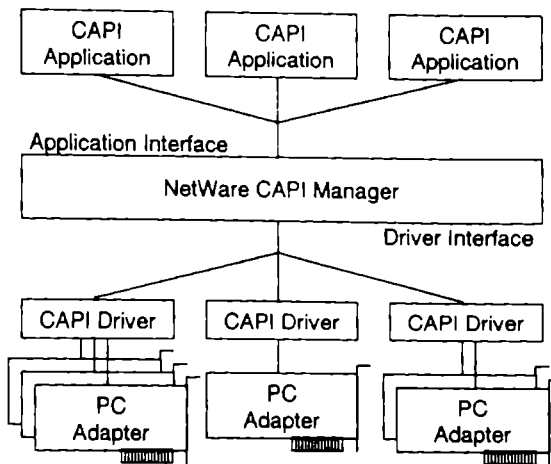 CAPI
Application
CAPI
Application
CAPI
Application
Application Interface
NetWare CAPI Manager
Driver Interface
CAPI Driver
CAPI Driver
CAPI Driver
PC
Adapter
PC
Adapter
PC
Adapter